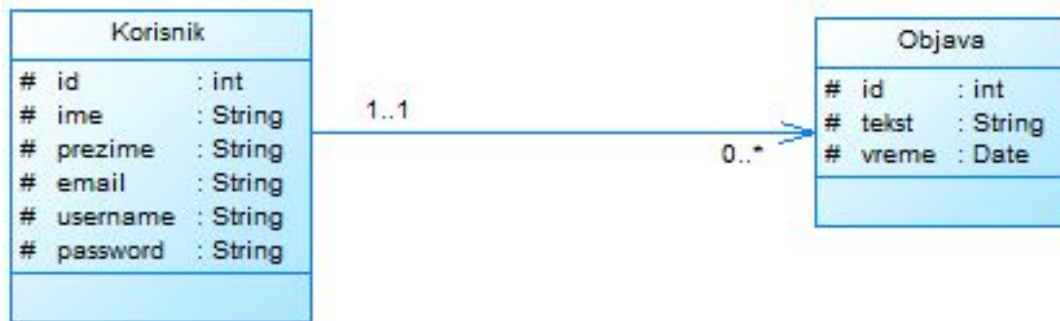 Korisnik
# id : int
# ime : String
# prezime : String
# email : String
# username : String
# password : String
1..1
0..*
Objava
# id : int
# tekst : String
# vreme : Date